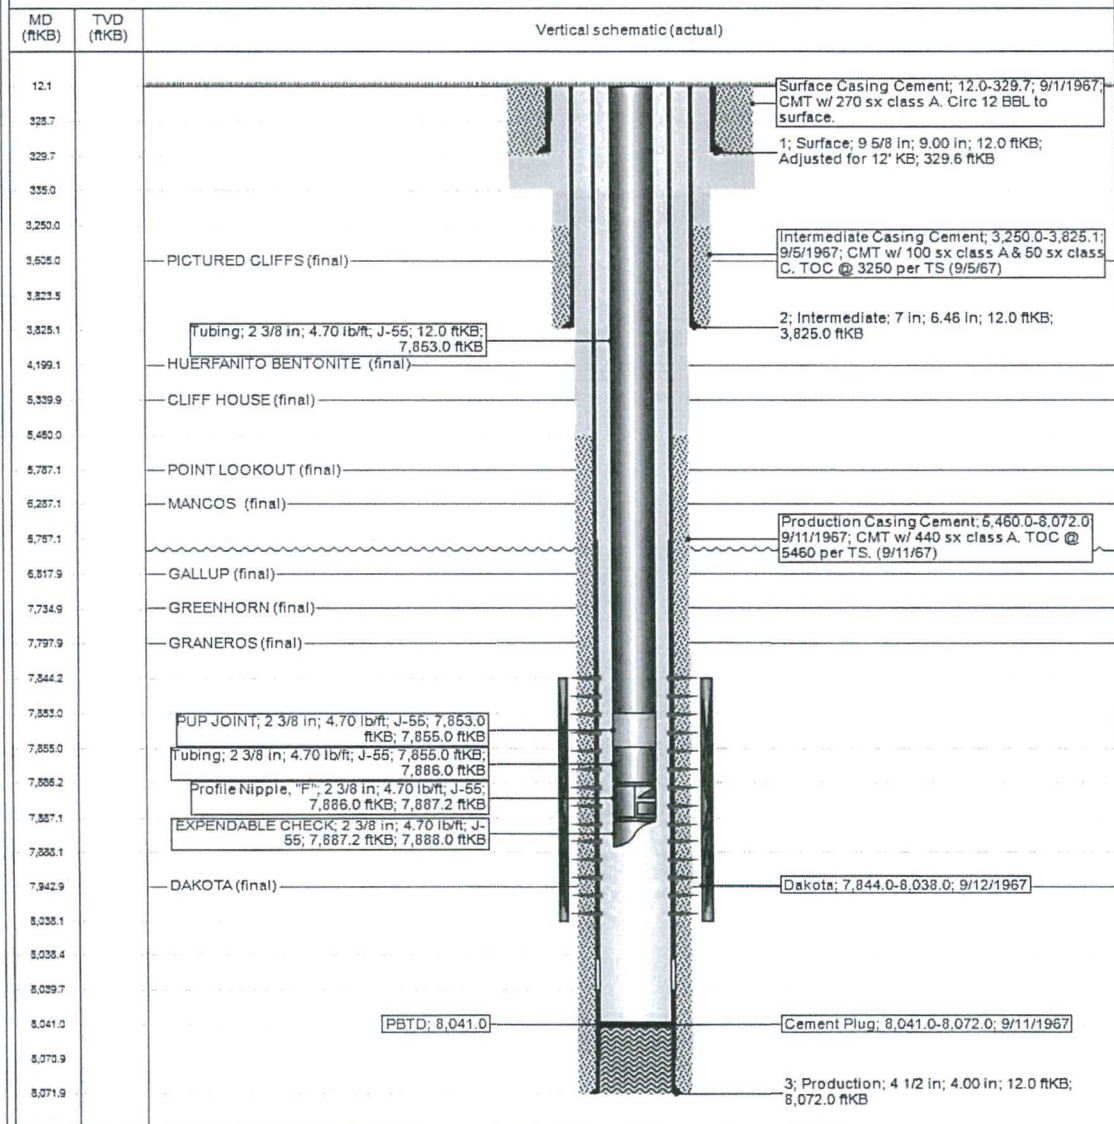 MD (ftKB)
TVD (ftKB)
Vertical schematic (actual)
12.1
328.7
329.7
335.0
3,250.0
3,605.0
3,823.5
3,825.1
4,199.1
5,339.9
5,460.0
5,787.1
6,287.1
6,787.1
6,817.9
7,734.9
7,797.9
7,844.2
7,853.0
7,855.0
7,886.2
7,887.1
7,888.1
7,942.9
8,038.1
8,038.4
8,039.7
8,041.0
8,070.9
8,071.9
Surface Casing Cement; 12.0-329.7; 9/1/1967;
CMT w/ 270 sx class A. Circ 12 BBL to
surface.
1; Surface; 9 5/8 in; 9.00 in; 12.0 ftKB;
Adjusted for 12' KB; 329.6 ftKB
Intermediate Casing Cement; 3,250.0-3,825.1;
9/5/1967; CMT w/ 100 sx class A & 50 sx class
C. TOC @ 3250 per TS (9/5/67)
PICTURED CLIFFS (final)
2; Intermediate; 7 in; 6.46 in; 12.0 ftKB;
3,825.0 ftKB
Tubing; 2 3/8 in; 4.70 lb/ft; J-55; 12.0 ftKB;
7,853.0 ftKB
HUERFANITO BENTONITE (final)
CLIFF HOUSE (final)
POINT LOOKOUT (final)
MANCOS (final)
Production Casing Cement; 5,460.0-8,072.0
9/11/1967; CMT w/ 440 sx class A. TOC @
5460 per TS. (9/11/67)
GALLUP (final)
GREENHORN (final)
GRANEROS (final)
PUP JOINT; 2 3/8 in; 4.70 lb/ft; J-55; 7,853.0
ftKB; 7,855.0 ftKB
Tubing; 2 3/8 in; 4.70 lb/ft; J-55; 7,855.0 ftKB;
7,886.0 ftKB
Profile Nipple, "F"; 2 3/8 in; 4.70 lb/ft; J-55;
7,886.0 ftKB; 7,887.2 ftKB
EXPENDABLE CHECK; 2 3/8 in; 4.70 lb/ft; J-
55; 7,887.2 ftKB; 7,888.0 ftKB
DAKOTA (final)
Dakota; 7,844.0-8,038.0; 9/12/1967
PBTD; 8,041.0
Cement Plug; 8,041.0-8,072.0; 9/11/1967
3; Production; 4 1/2 in; 4.00 in; 12.0 ftKB;
8,072.0 ftKB